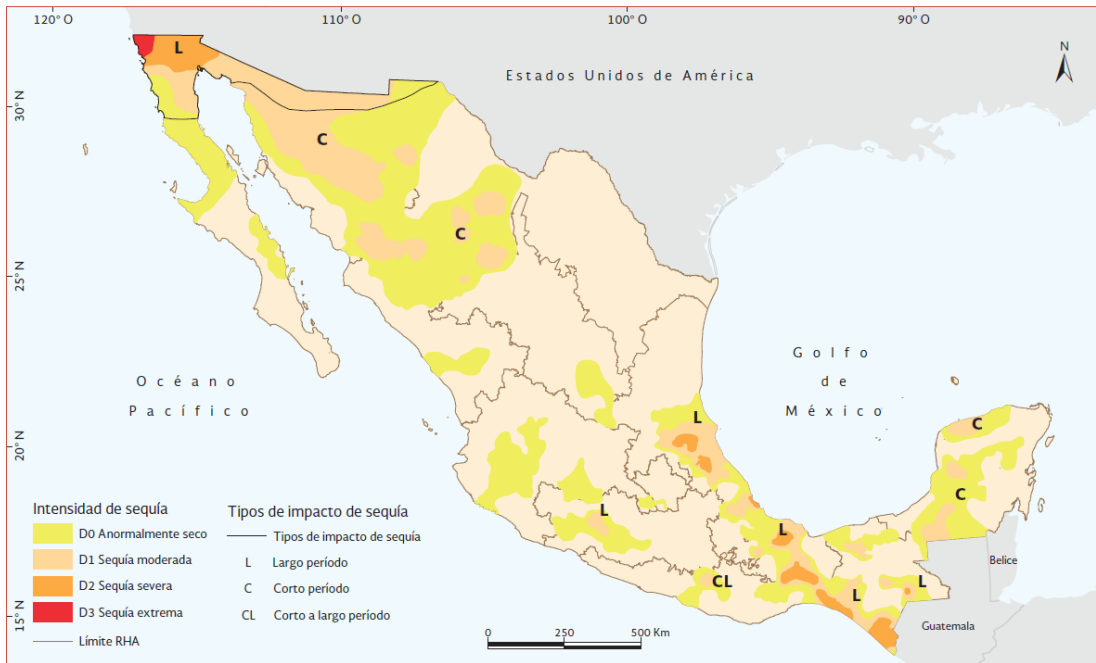 120° O
110° O
100° O
90° O
L
N
Estados Unidos de América
30° N
C
C
25° N
Golfo
de
México
Océano
Pacífico
L
C
20° N
C
L
L
CL
L
L
Belice
Guatemala
15° N
Intensidad de sequía
D0 Anormalmente seco
D1 Sequía moderada
D2 Sequía severa
D3 Sequía extrema
Límite RHA
Tipos de impacto de sequía
Tipos de impacto de sequía
L Largo período
C Corto período
CL Corto a largo período
0 250 500 Km